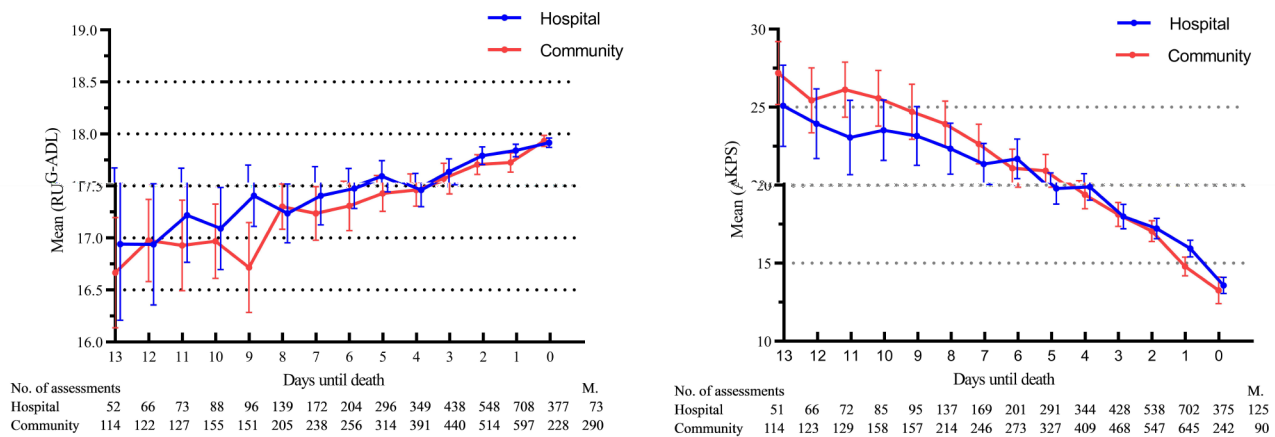 Hospital
Community
19.0
18.5
18.0
17.5
17.0
16.5
16.0
Mean (RUG-ADL)
13 12 11 10 9 8 7 6 5 4 3 2 1 0
Days until death
No. of assessments M.
Hospital 52 66 73 88 96 139 172 204 296 349 438 548 708 377 73
Community 114 122 127 155 151 205 238 256 314 391 440 514 597 228 290
Hospital
Community
30
25
20
15
10
Mean (AKPS)
13 12 11 10 9 8 7 6 5 4 3 2 1 0
Days until death
No. of assessments M.
Hospital 51 66 72 85 95 137 169 201 291 344 428 538 702 375 125
Community 114 123 129 158 157 214 246 273 327 409 468 547 645 242 90